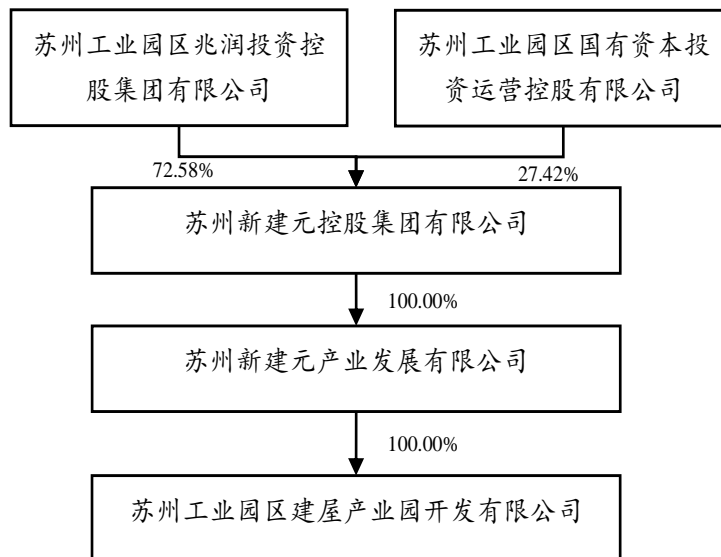 苏州工业园区兆润投资控
股集团有限公司
苏州工业园区国有资本投
资运营控股有限公司
72.58%
27.42%
苏州新建元控股集团有限公司
100.00%
苏州新建元产业发展有限公司
100.00%
苏州工业园区建屋产业园开发有限公司